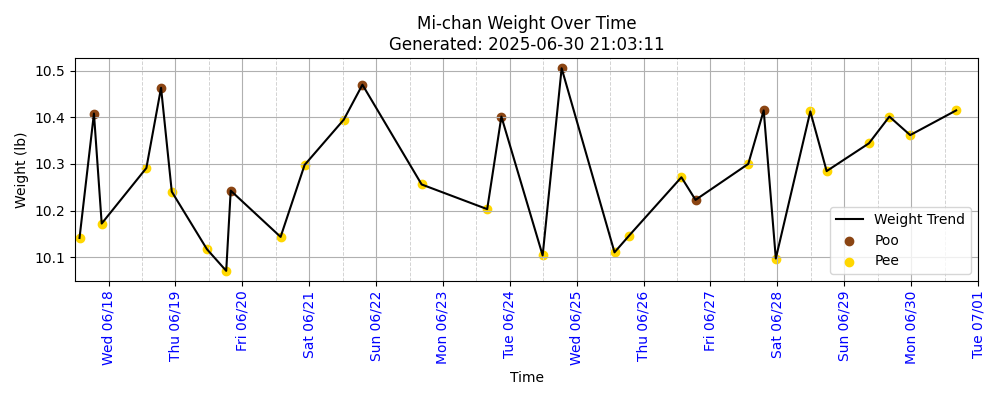 Mi-chan Weight Over Time
Generated: 2025-06-30 21:03:11
Weight (lb)
10.5
10.4
10.3
10.2
10.1
Weight Trend
Poo
Pee
Wed 06/18
Thu 06/19
Fri 06/20
Sat 06/21
Sun 06/22
Mon 06/23
Tue 06/24
Wed 06/25
Thu 06/26
Fri 06/27
Sat 06/28
Sun 06/29
Mon 06/30
Tue 07/01
Time